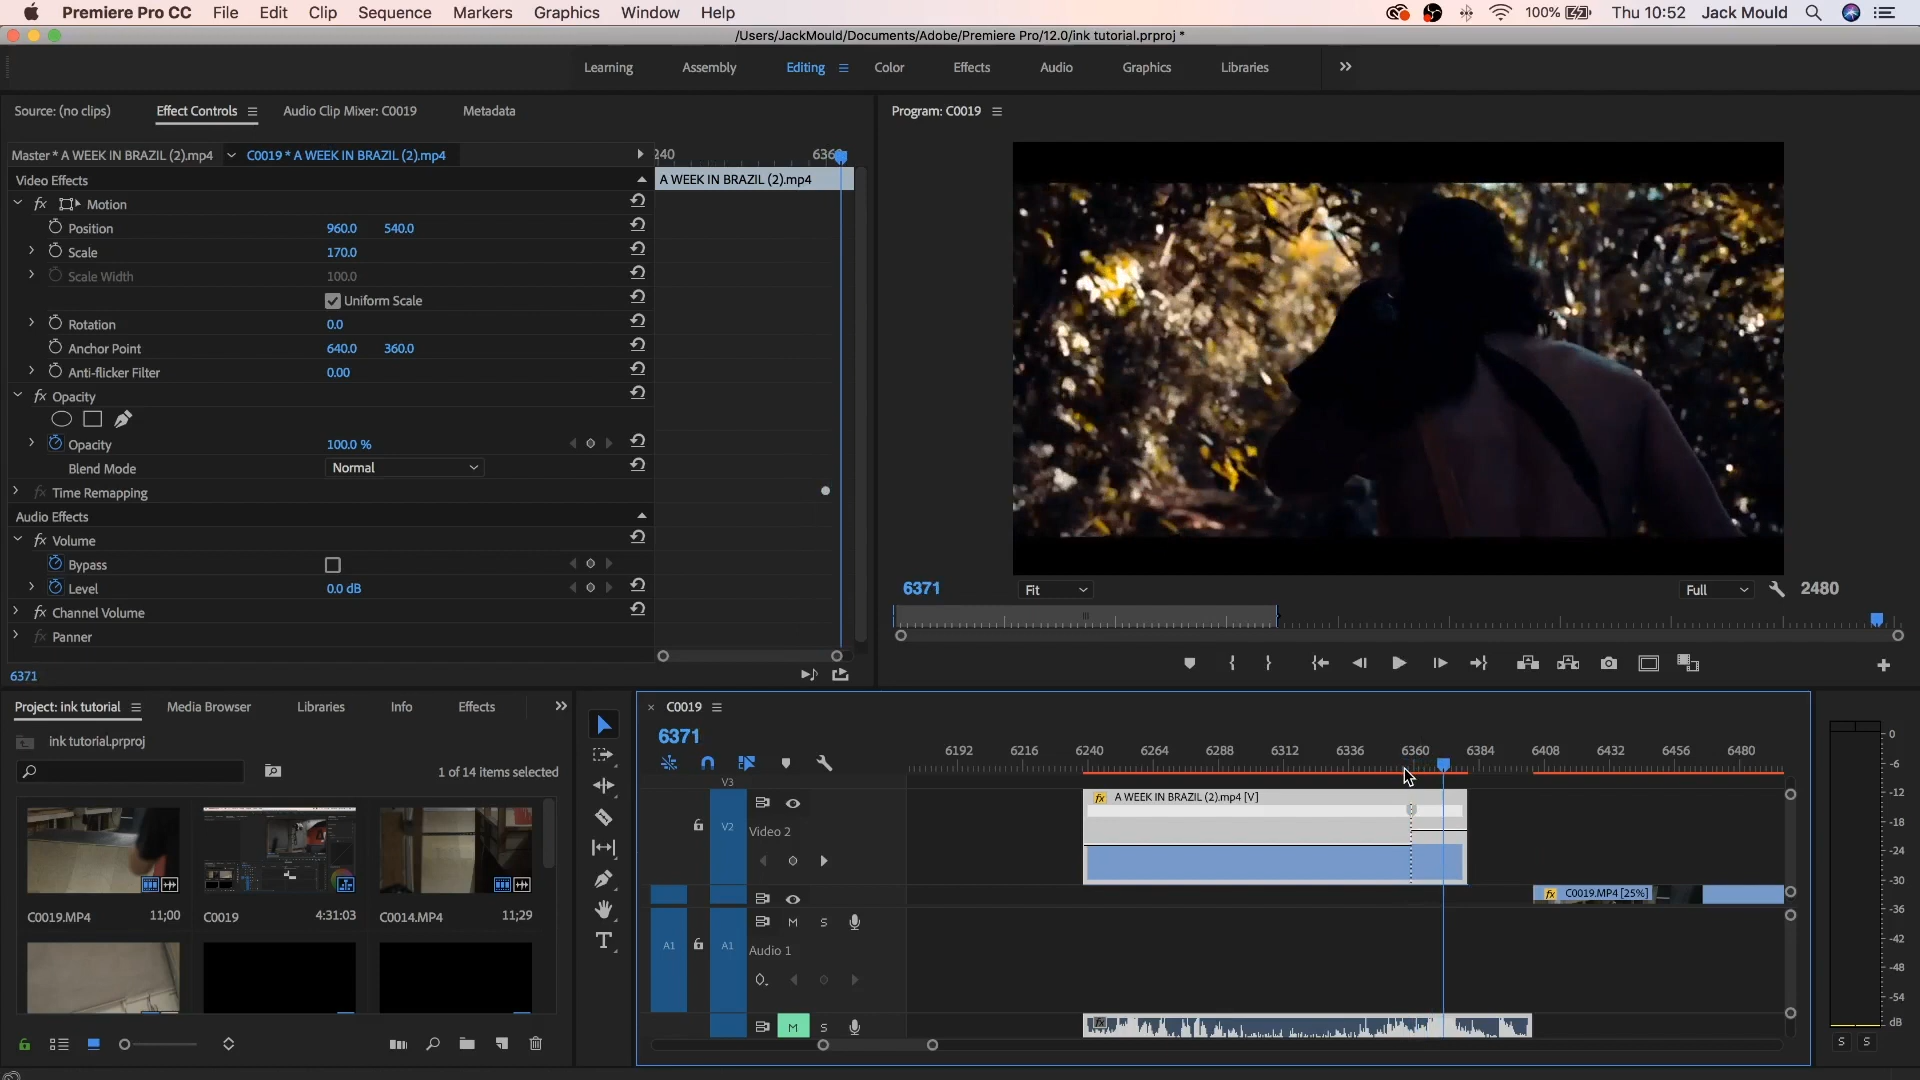 Premiere Pro CC File Edit Clip Sequence Markers Graphics Window Help 100% Thu 10:52 Jack Mould
/Users/JackMould/Documents/Adobe/Premiere Pro/12.0/ink tutorial.prproj *
Learning Assembly Editing Color Effects Audio Graphics Libraries
Source: (no clips) Effect Controls Audio Clip Mixer: C0019 Metadata
Program: C0019
Master * A WEEK IN BRAZIL (2).mp4 C0019 * A WEEK IN BRAZIL (2).mp4
A WEEK IN BRAZIL (2).mp4
Video Effects
fx Motion
Position 960.0 540.0
Scale 170.0
Scale Width 100.0
Uniform Scale
Rotation 0.0
Anchor Point 640.0 360.0
Anti-flicker Filter 0.00
fx Opacity
Opacity 100.0 %
Blend Mode Normal
fx Time Remapping
Audio Effects
fx Volume
Bypass
Level 0.0 dB
fx Channel Volume
fx Panner
6371
6371 Fit Full 2480
Project: ink tutorial Media Browser Libraries Info Effects
ink tutorial.prproj
1 of 14 items selected
C0019.MP4 11;00
C0019 4:31:03
C0014.MP4 11;29
C0019
6371
6192 6216 6240 6264 6288 6312 6336 6360 6384 6408 6432 6456 6480
V3
fx A WEEK IN BRAZIL (2).mp4 [V]
V2 Video 2
fx C0019.MP4 [25%]
M S
A1 A1 Audio 1
fx
M S
0
-6
-12
-18
-24
-30
-36
-42
-48
-54
dB
S S